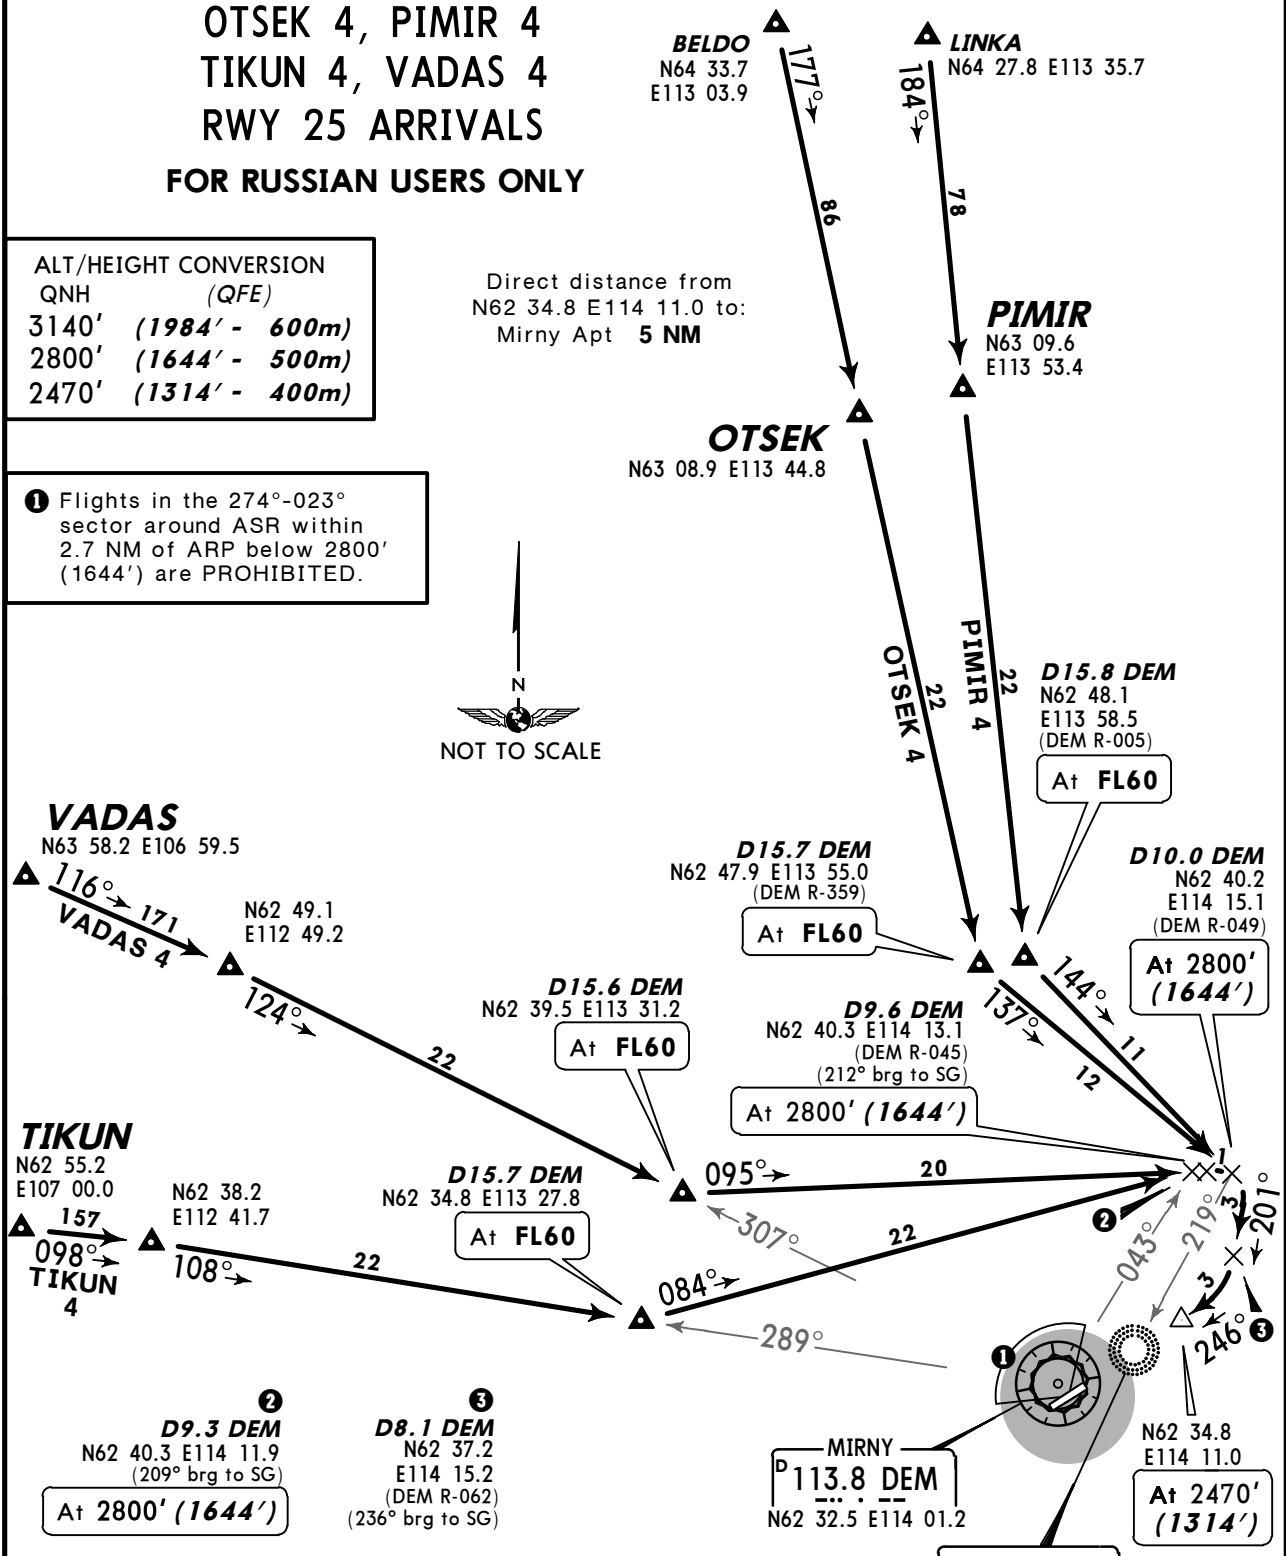 OTSEK 4, PIMIR 4
TIKUN 4, VADAS 4
RWY 25 ARRIVALS
FOR RUSSIAN USERS ONLY
ALT/HEIGHT CONVERSION
QNH (QFE)
3140' (1984' - 600m)
2800' (1644' - 500m)
2470' (1314' - 400m)
Direct distance from
N62 34.8 E114 11.0 to:
Mirny Apt 5 NM
BELDO
N64 33.7
E113 03.9
177°
86
LINKA
N64 27.8 E113 35.7
184°
78
PIMIR
N63 09.6
E113 53.4
OTSEK
N63 08.9 E113 44.8
1 Flights in the 274°-023°
sector around ASR within
2.7 NM of ARP below 2800'
(1644') are PROHIBITED.
N
NOT TO SCALE
OTSEK 4
22
PIMIR 4
22
D15.8 DEM
N62 48.1
E113 58.5
(DEM R-005)
At FL60
VADAS
N63 58.2 E106 59.5
116°
171
VADAS 4
N62 49.1
E112 49.2
124°
22
D15.7 DEM
N62 47.9 E113 55.0
(DEM R-359)
At FL60
D10.0 DEM
N62 40.2
E114 15.1
(DEM R-049)
At 2800'
(1644')
144°
11
137°
12
D15.6 DEM
N62 39.5 E113 31.2
At FL60
D9.6 DEM
N62 40.3 E114 13.1
(DEM R-045)
(212° brg to SG)
At 2800' (1644')
TIKUN
N62 55.2
E107 00.0
157
098°
TIKUN
4
N62 38.2
E112 41.7
108°
22
D15.7 DEM
N62 34.8 E113 27.8
At FL60
095°
20
307°
084°
22
289°
1
2
043°
219°
3
201°
3
246°
3
1
2
D9.3 DEM
N62 40.3 E114 11.9
(209° brg to SG)
At 2800' (1644')
3
D8.1 DEM
N62 37.2
E114 15.2
(DEM R-062)
(236° brg to SG)
MIRNY
D 113.8 DEM
N62 32.5 E114 01.2
N62 34.8
E114 11.0
At 2470'
(1314')